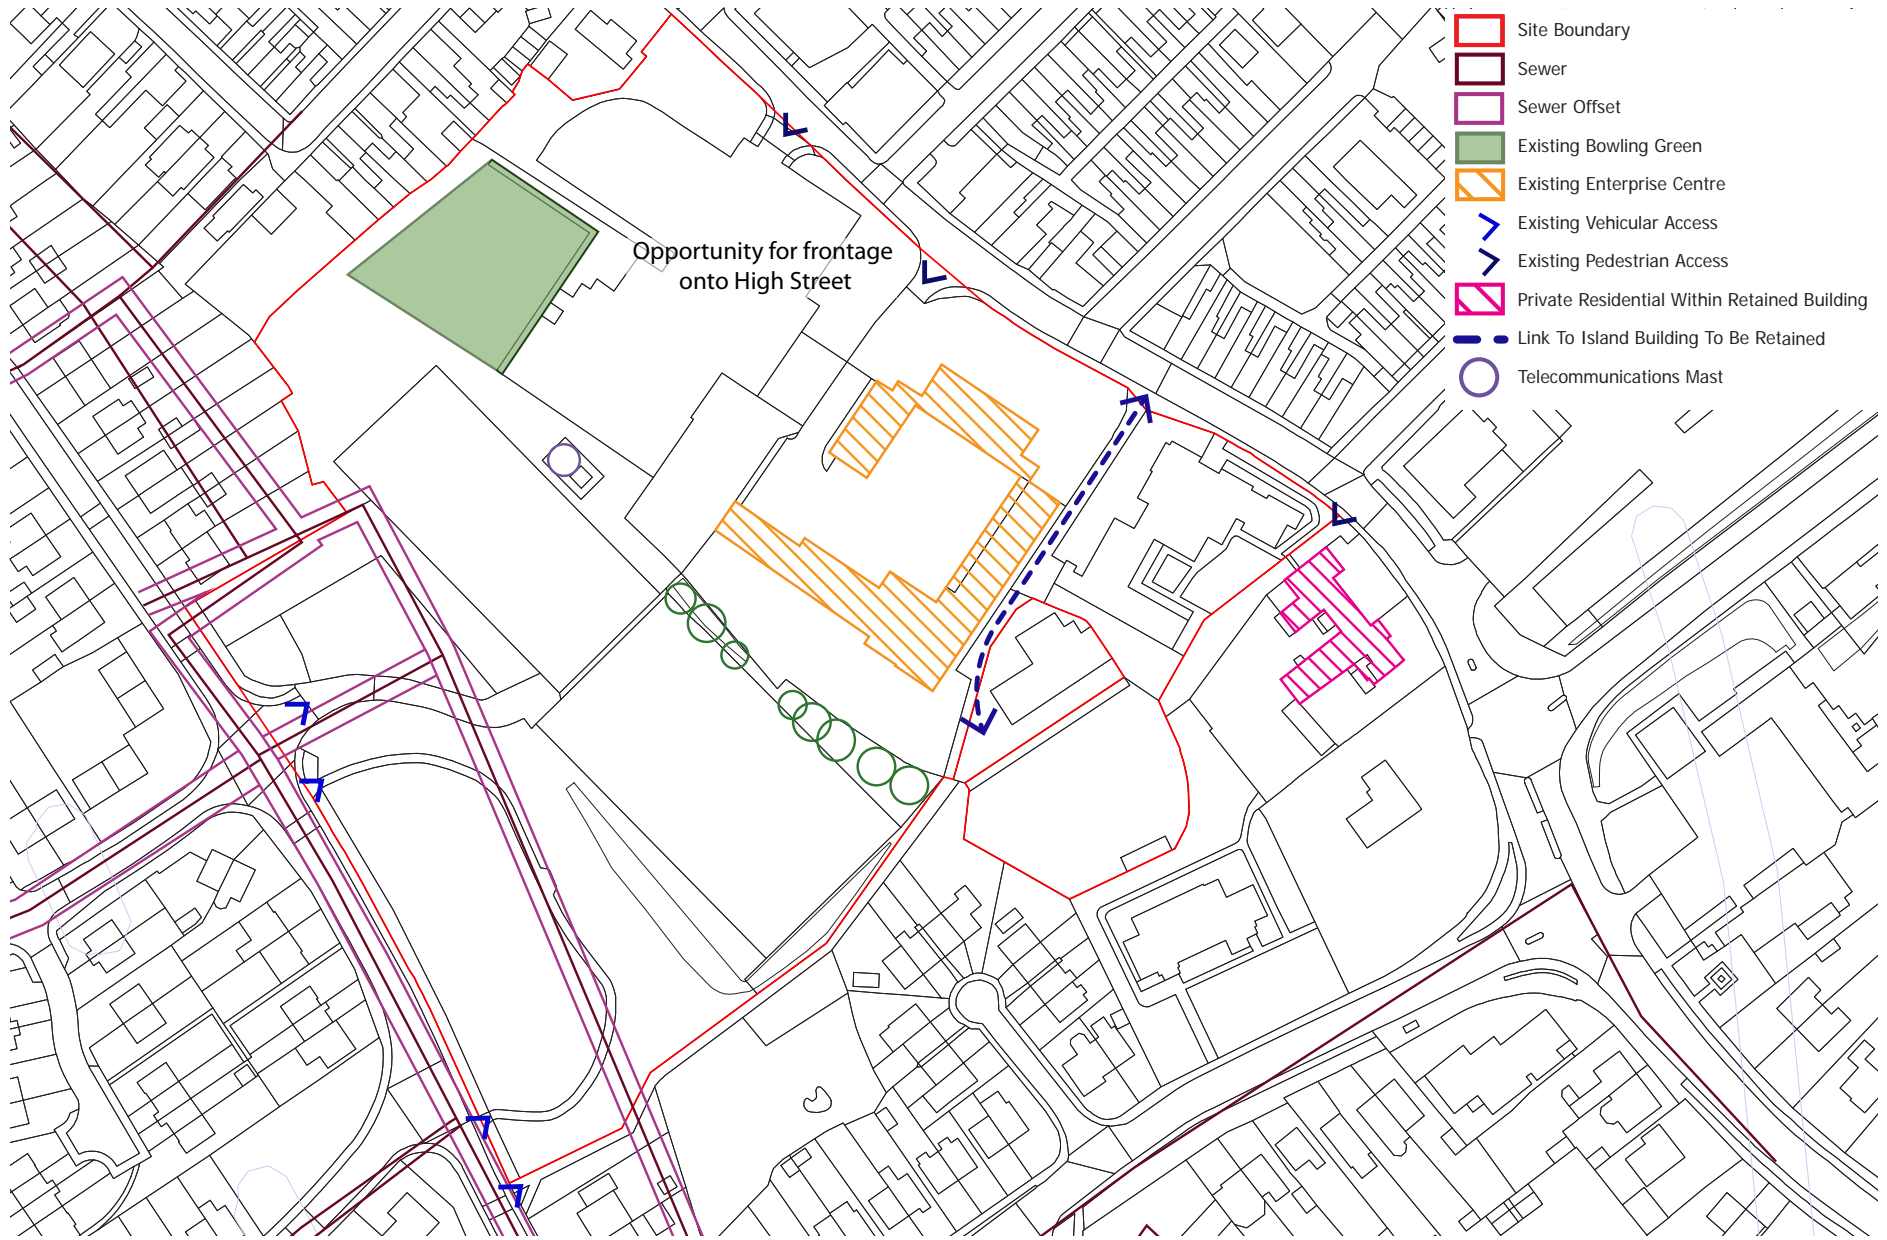 Site Boundary
Sewer
Sewer Offset
Existing Bowling Green
Existing Enterprise Centre
Existing Vehicular Access
Existing Pedestrian Access
Private Residential Within Retained Building
Link To Island Building To Be Retained
Telecommunications Mast
Opportunity for frontage
onto High Street